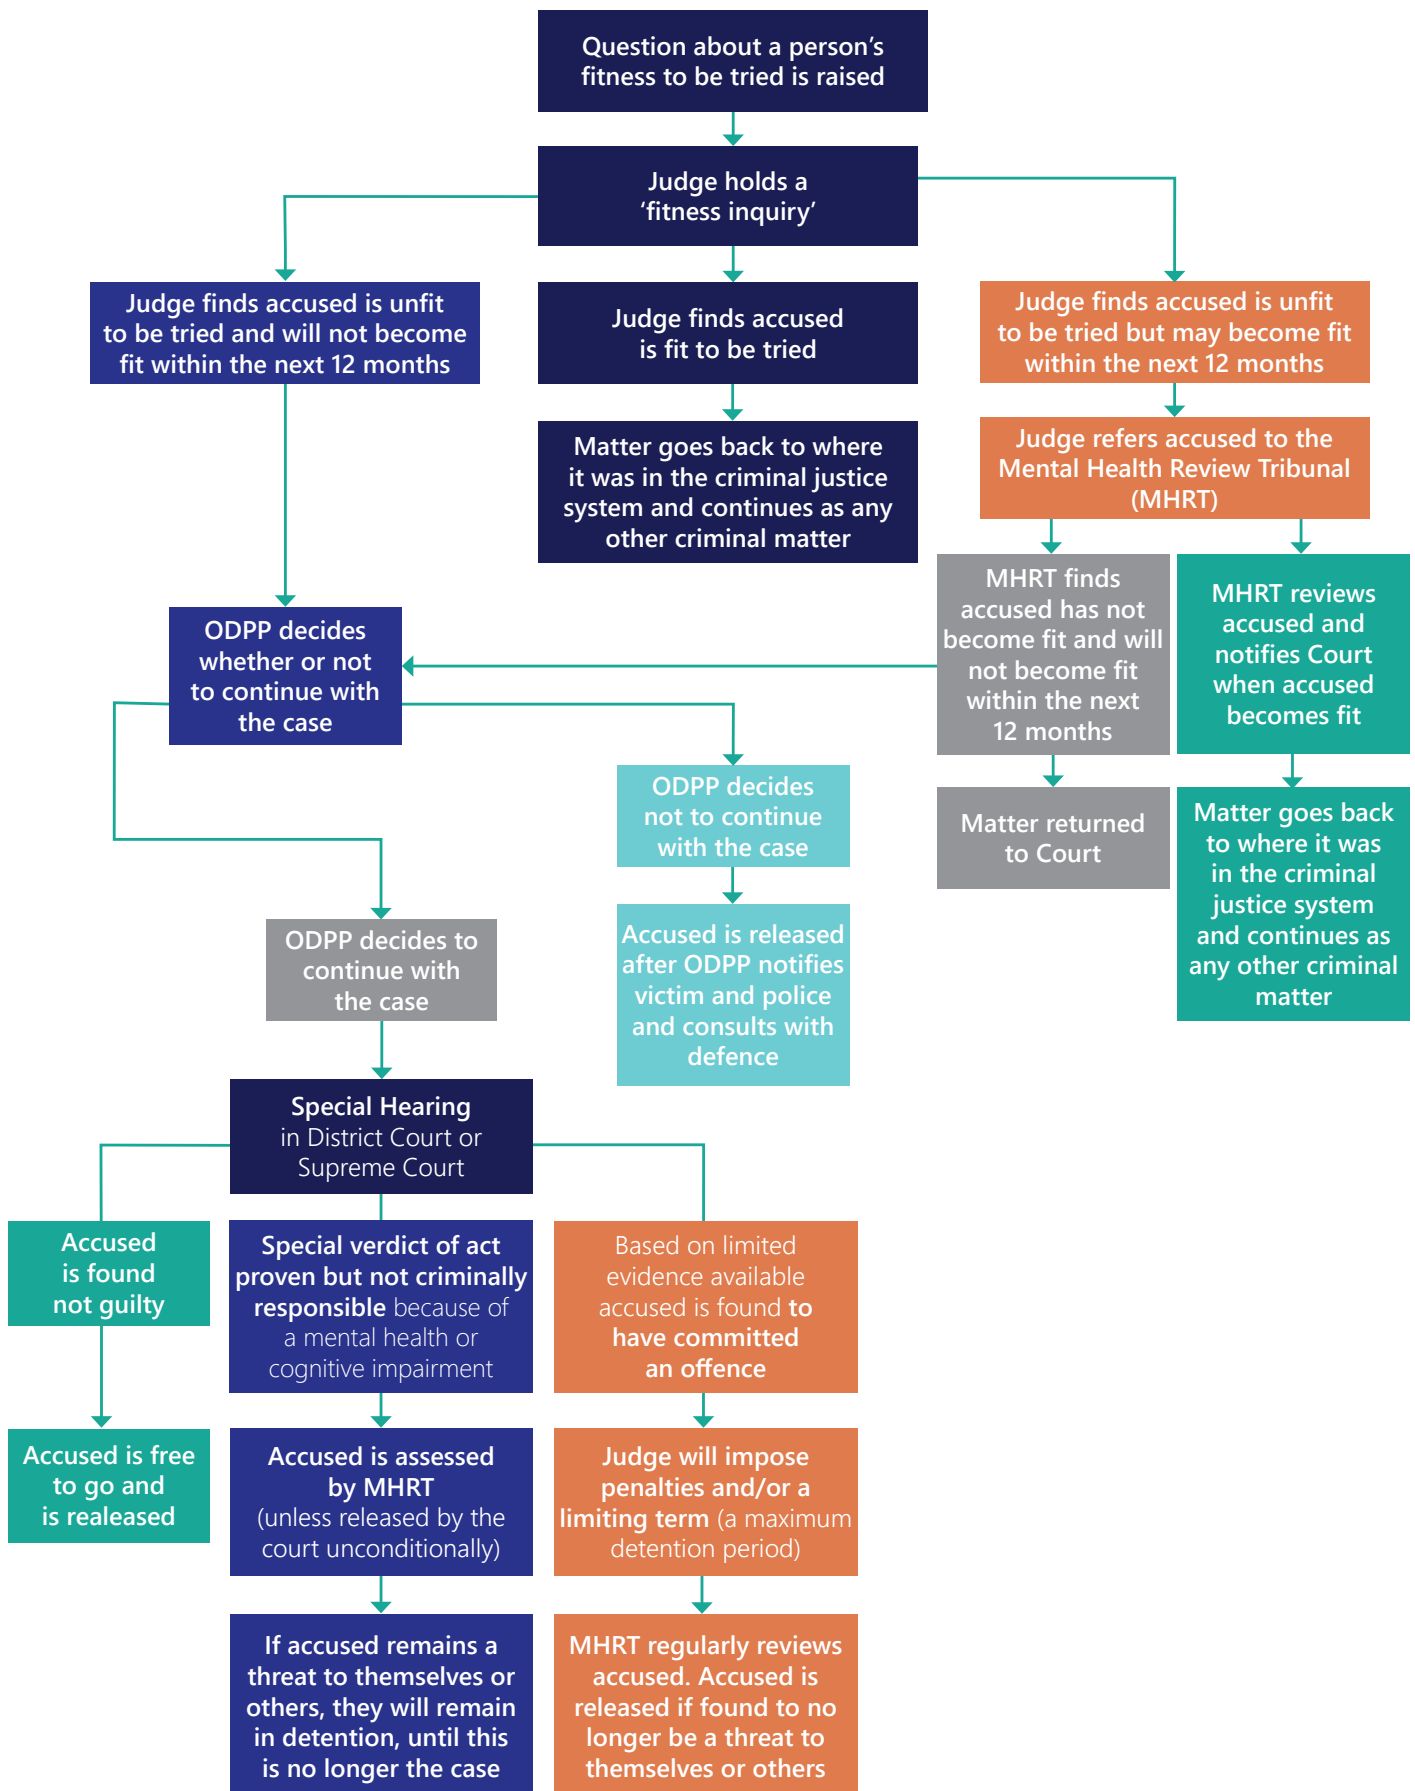 Question about a person's
fitness to be tried is raised
Judge holds a
‘fitness inquiry’
Judge finds accused is unfit
to be tried and will not become
fit within the next 12 months
Judge finds accused
is fit to be tried
Judge finds accused is unfit
to be tried but may become fit
within the next 12 months
Matter goes back to where
it was in the criminal justice
system and continues as any
other criminal matter
Judge refers accused to the
Mental Health Review Tribunal
(MHRT)
MHRT finds
accused has not
become fit and will
not become fit
within the next
12 months
MHRT reviews
accused and
notifies Court
when accused
becomes fit
ODPP decides
whether or not
to continue with
the case
ODPP decides
not to continue
with the case
Matter returned
to Court
Matter goes back
to where it was
in the criminal
justice system
and continues as
any other criminal
matter
Accused is released
after ODPP notifies
victim and police
and consults with
defence
ODPP decides to
continue with
the case
Special Hearing
in District Court or
Supreme Court
Accused
is found
not guilty
Special verdict of act
proven but not criminally
responsible because of
a mental health or
cognitive impairment
Based on limited
evidence available
accused is found to
have committed
an offence
Accused is free
to go and
is realeased
Accused is assessed
by MHRT
(unless released by the
court unconditionally)
Judge will impose
penalties and/or a
limiting term (a maximum
detention period)
If accused remains a
threat to themselves or
others, they will remain
in detention, until this
is no longer the case
MHRT regularly reviews
accused. Accused is
released if found to no
longer be a threat to
themselves or others